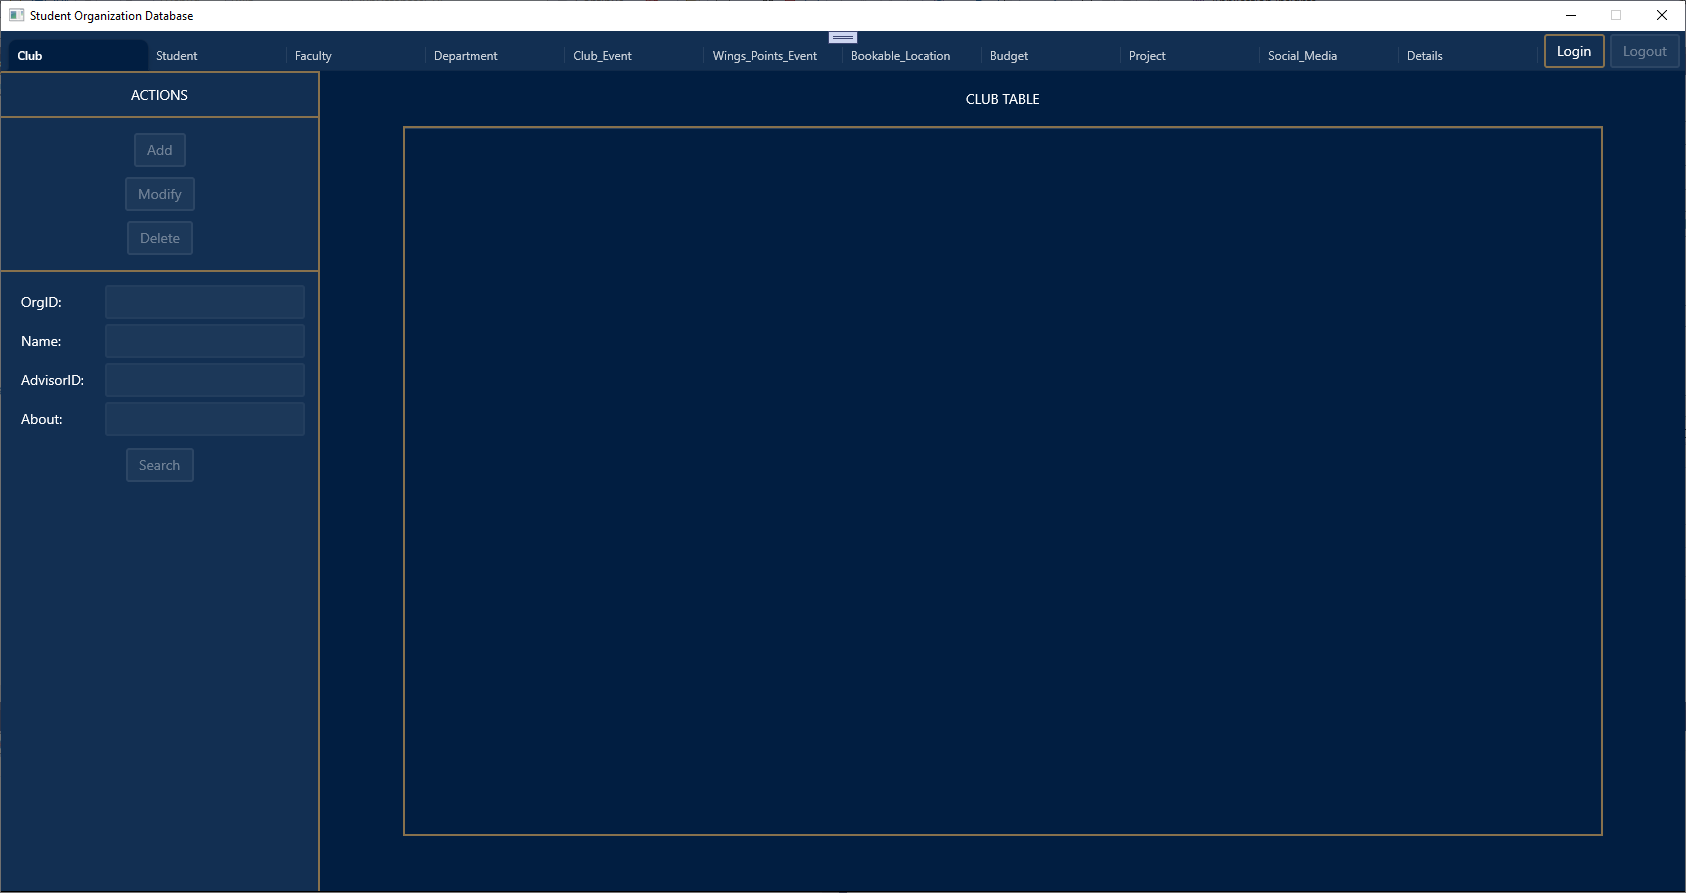 Student Organization Database
Club Student Faculty Department Club_Event Wings_Points_Event Bookable_Location Budget Project Social_Media Details Login Logout
ACTIONS
CLUB TABLE
Add
Modify
Delete
OrgID:
Name:
AdvisorID:
About:
Search